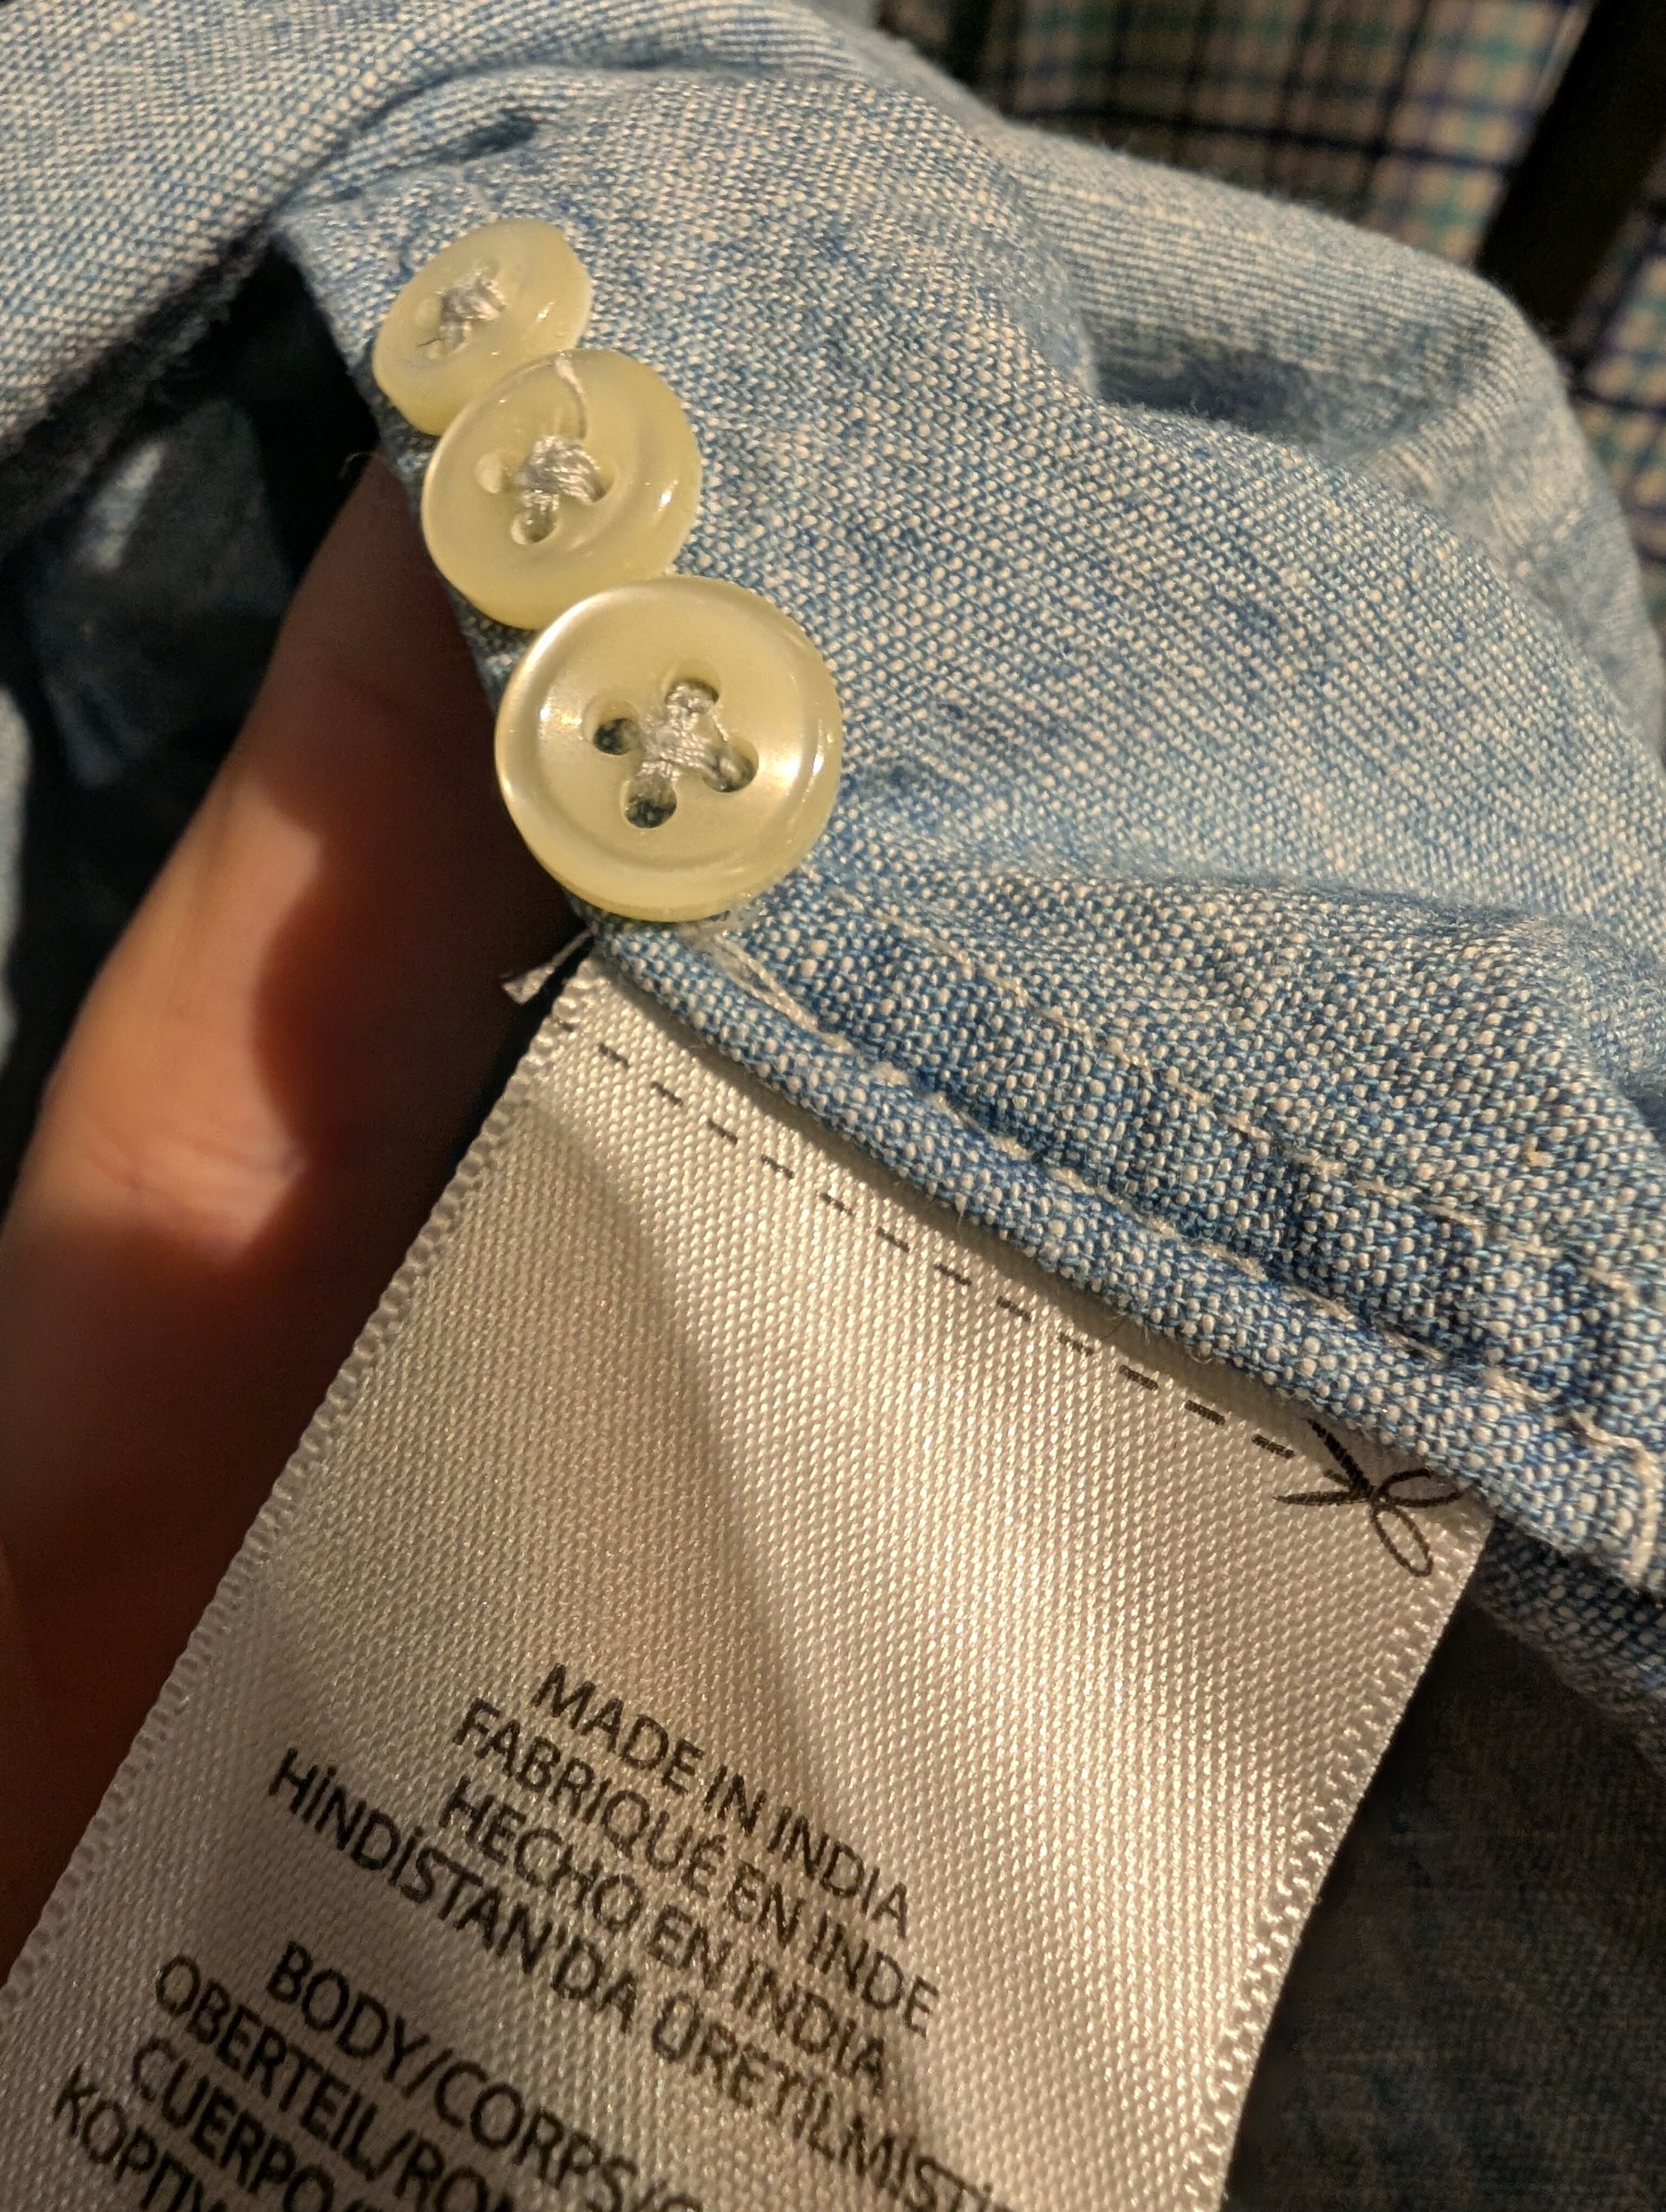 MADE IN INDIA
FABRIQUÉ EN INDE
HECHO EN INDIA
HİNDİSTAN'DA ÜRETİLMİŞTİR
BODY/CORPS/
OBERTEIL/
CUERPO/